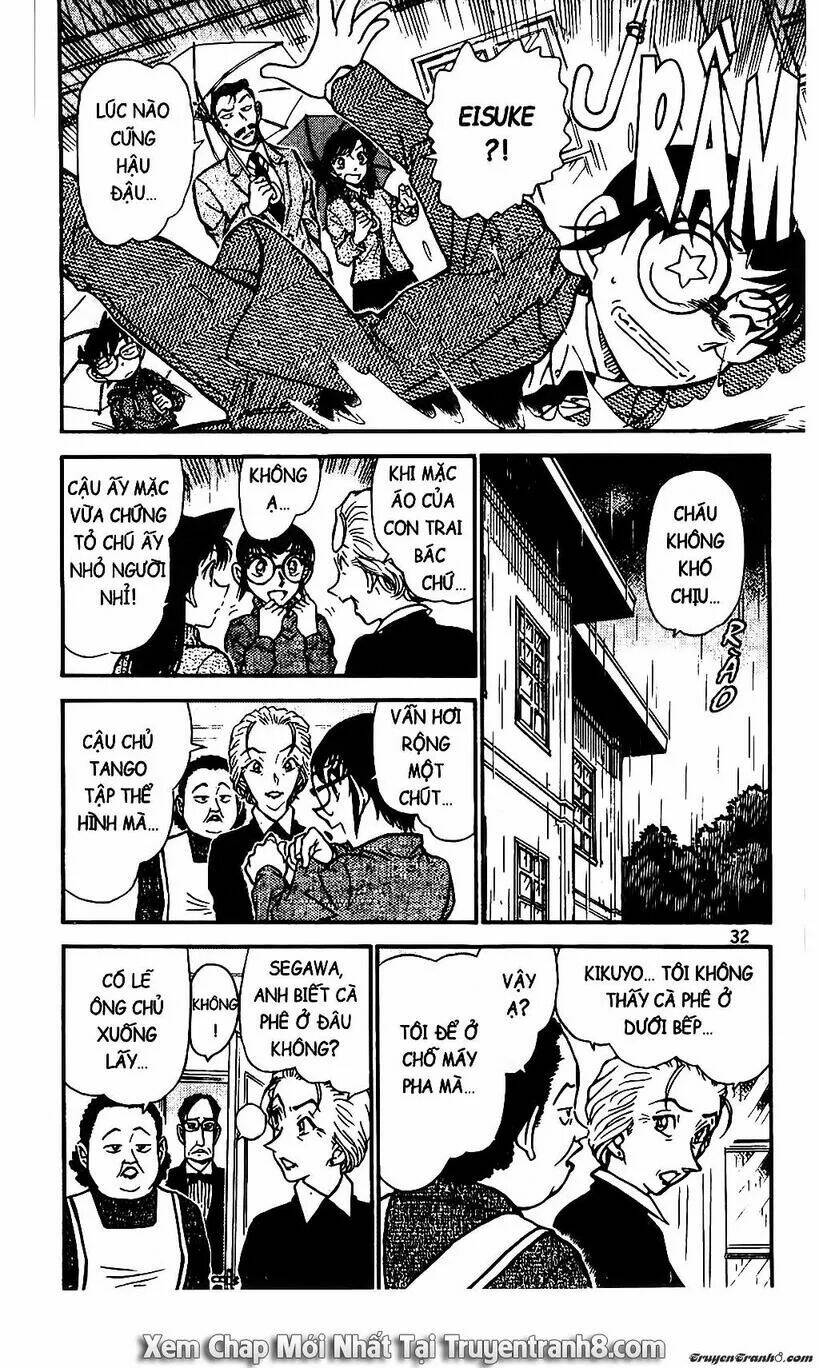 RẦM
EISUKE
?!
LÚC NÀO
CŨNG
HẬU
ĐẬU...
CHÁU
KHÔNG
KHÓ
CHỊU...
RÀO
KHI MẶC
ÁO CỦA
CON TRAI
BÁC
CHỨ...
KHÔNG
Ạ...
CẬU ẤY MẶC
VỪA CHỨNG
TỎ CHÚ ẤY
NHỎ NGƯỜI
NHỈ!
VẪN HƠI
RỘNG
MỘT
CHÚT...
CẬU CHỦ
TANGO
TẬP THỂ
HÌNH MÀ...
32
KIKUYO... TÔI KHÔNG
THẤY CÀ PHÊ Ở
DƯỚI BẾP...
VẬY
Ạ?
TÔI ĐỂ Ở
CHỖ MÁY
PHA MÀ...
SEGAWA,
ANH BIẾT CÀ
PHÊ Ở ĐÂU
KHÔNG?
KHÔNG
!
CÓ LẼ
ÔNG CHỦ
XUỐNG
LẤY...
Xem Chap Mới Nhất Tại Truyentranh8.com
TruyenTranh8.com